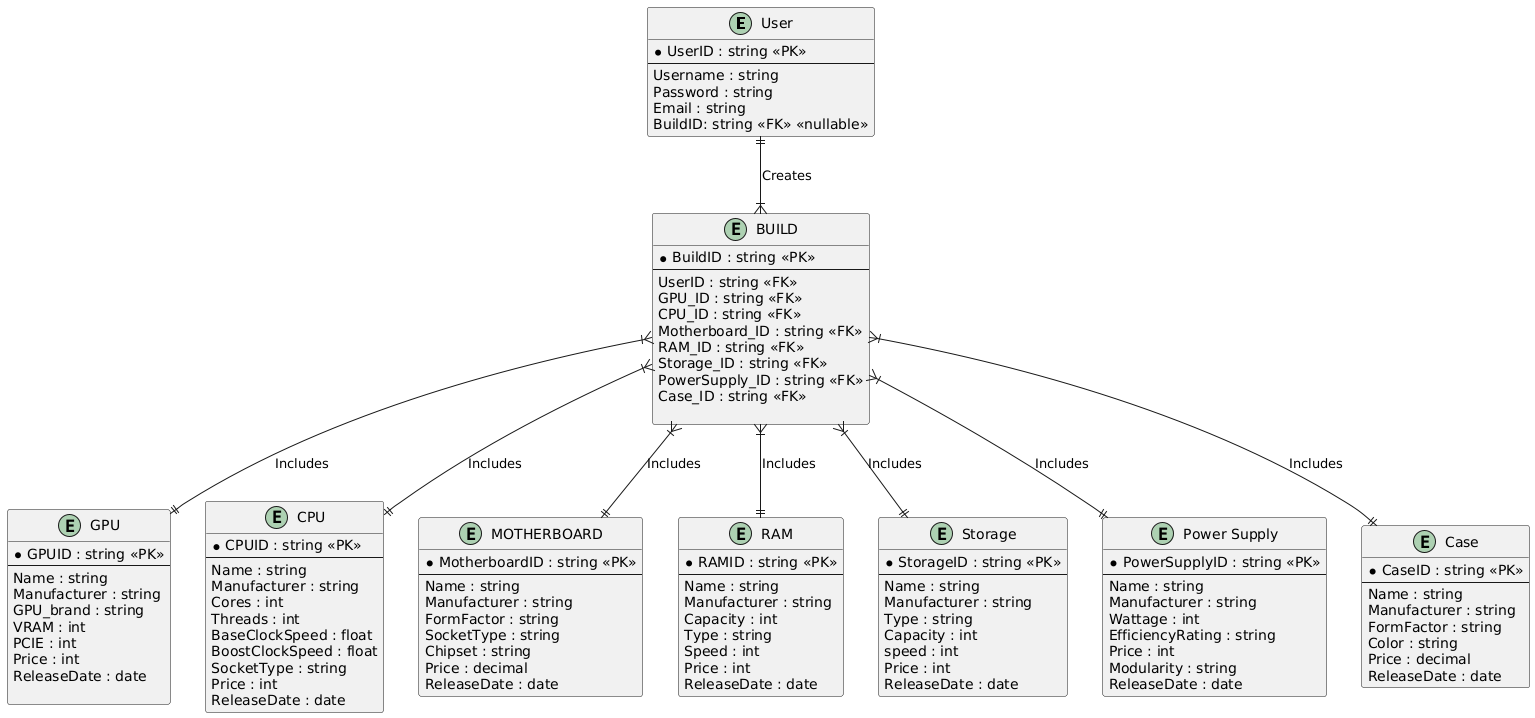 E User
* UserID : string «PK»
Username : string
Password : string
Email : string
BuildID: string «FK» «nullable»
Creates
E BUILD
* BuildID : string «PK»
UserID : string «FK»
GPU_ID : string «FK»
CPU_ID : string «FK»
Motherboard_ID : string «FK»
RAM_ID : string «FK»
Storage_ID : string «FK»
PowerSupply_ID : string «FK»
Case_ID : string «FK»
Includes
Includes
Includes
Includes
Includes
Includes
Includes
E GPU
* GPUID : string «PK»
Name : string
Manufacturer : string
GPU_brand : string
VRAM : int
PCIE : int
Price : int
ReleaseDate : date
E CPU
* CPUID : string «PK»
Name : string
Manufacturer : string
Cores : int
Threads : int
BaseClockSpeed : float
BoostClockSpeed : float
SocketType : string
Price : int
ReleaseDate : date
E MOTHERBOARD
* MotherboardID : string «PK»
Name : string
Manufacturer : string
FormFactor : string
SocketType : string
Chipset : string
Price : decimal
ReleaseDate : date
E RAM
* RAMID : string «PK»
Name : string
Manufacturer : string
Capacity : int
Type : string
Speed : int
Price : int
ReleaseDate : date
E Storage
* StorageID : string «PK»
Name : string
Manufacturer : string
Type : string
Capacity : int
speed : int
Price : int
ReleaseDate : date
E Power Supply
* PowerSupplyID : string «PK»
Name : string
Manufacturer : string
Wattage : int
EfficiencyRating : string
Price : int
Modularity : string
ReleaseDate : date
E Case
* CaseID : string «PK»
Name : string
Manufacturer : string
FormFactor : string
Color : string
Price : decimal
ReleaseDate : date